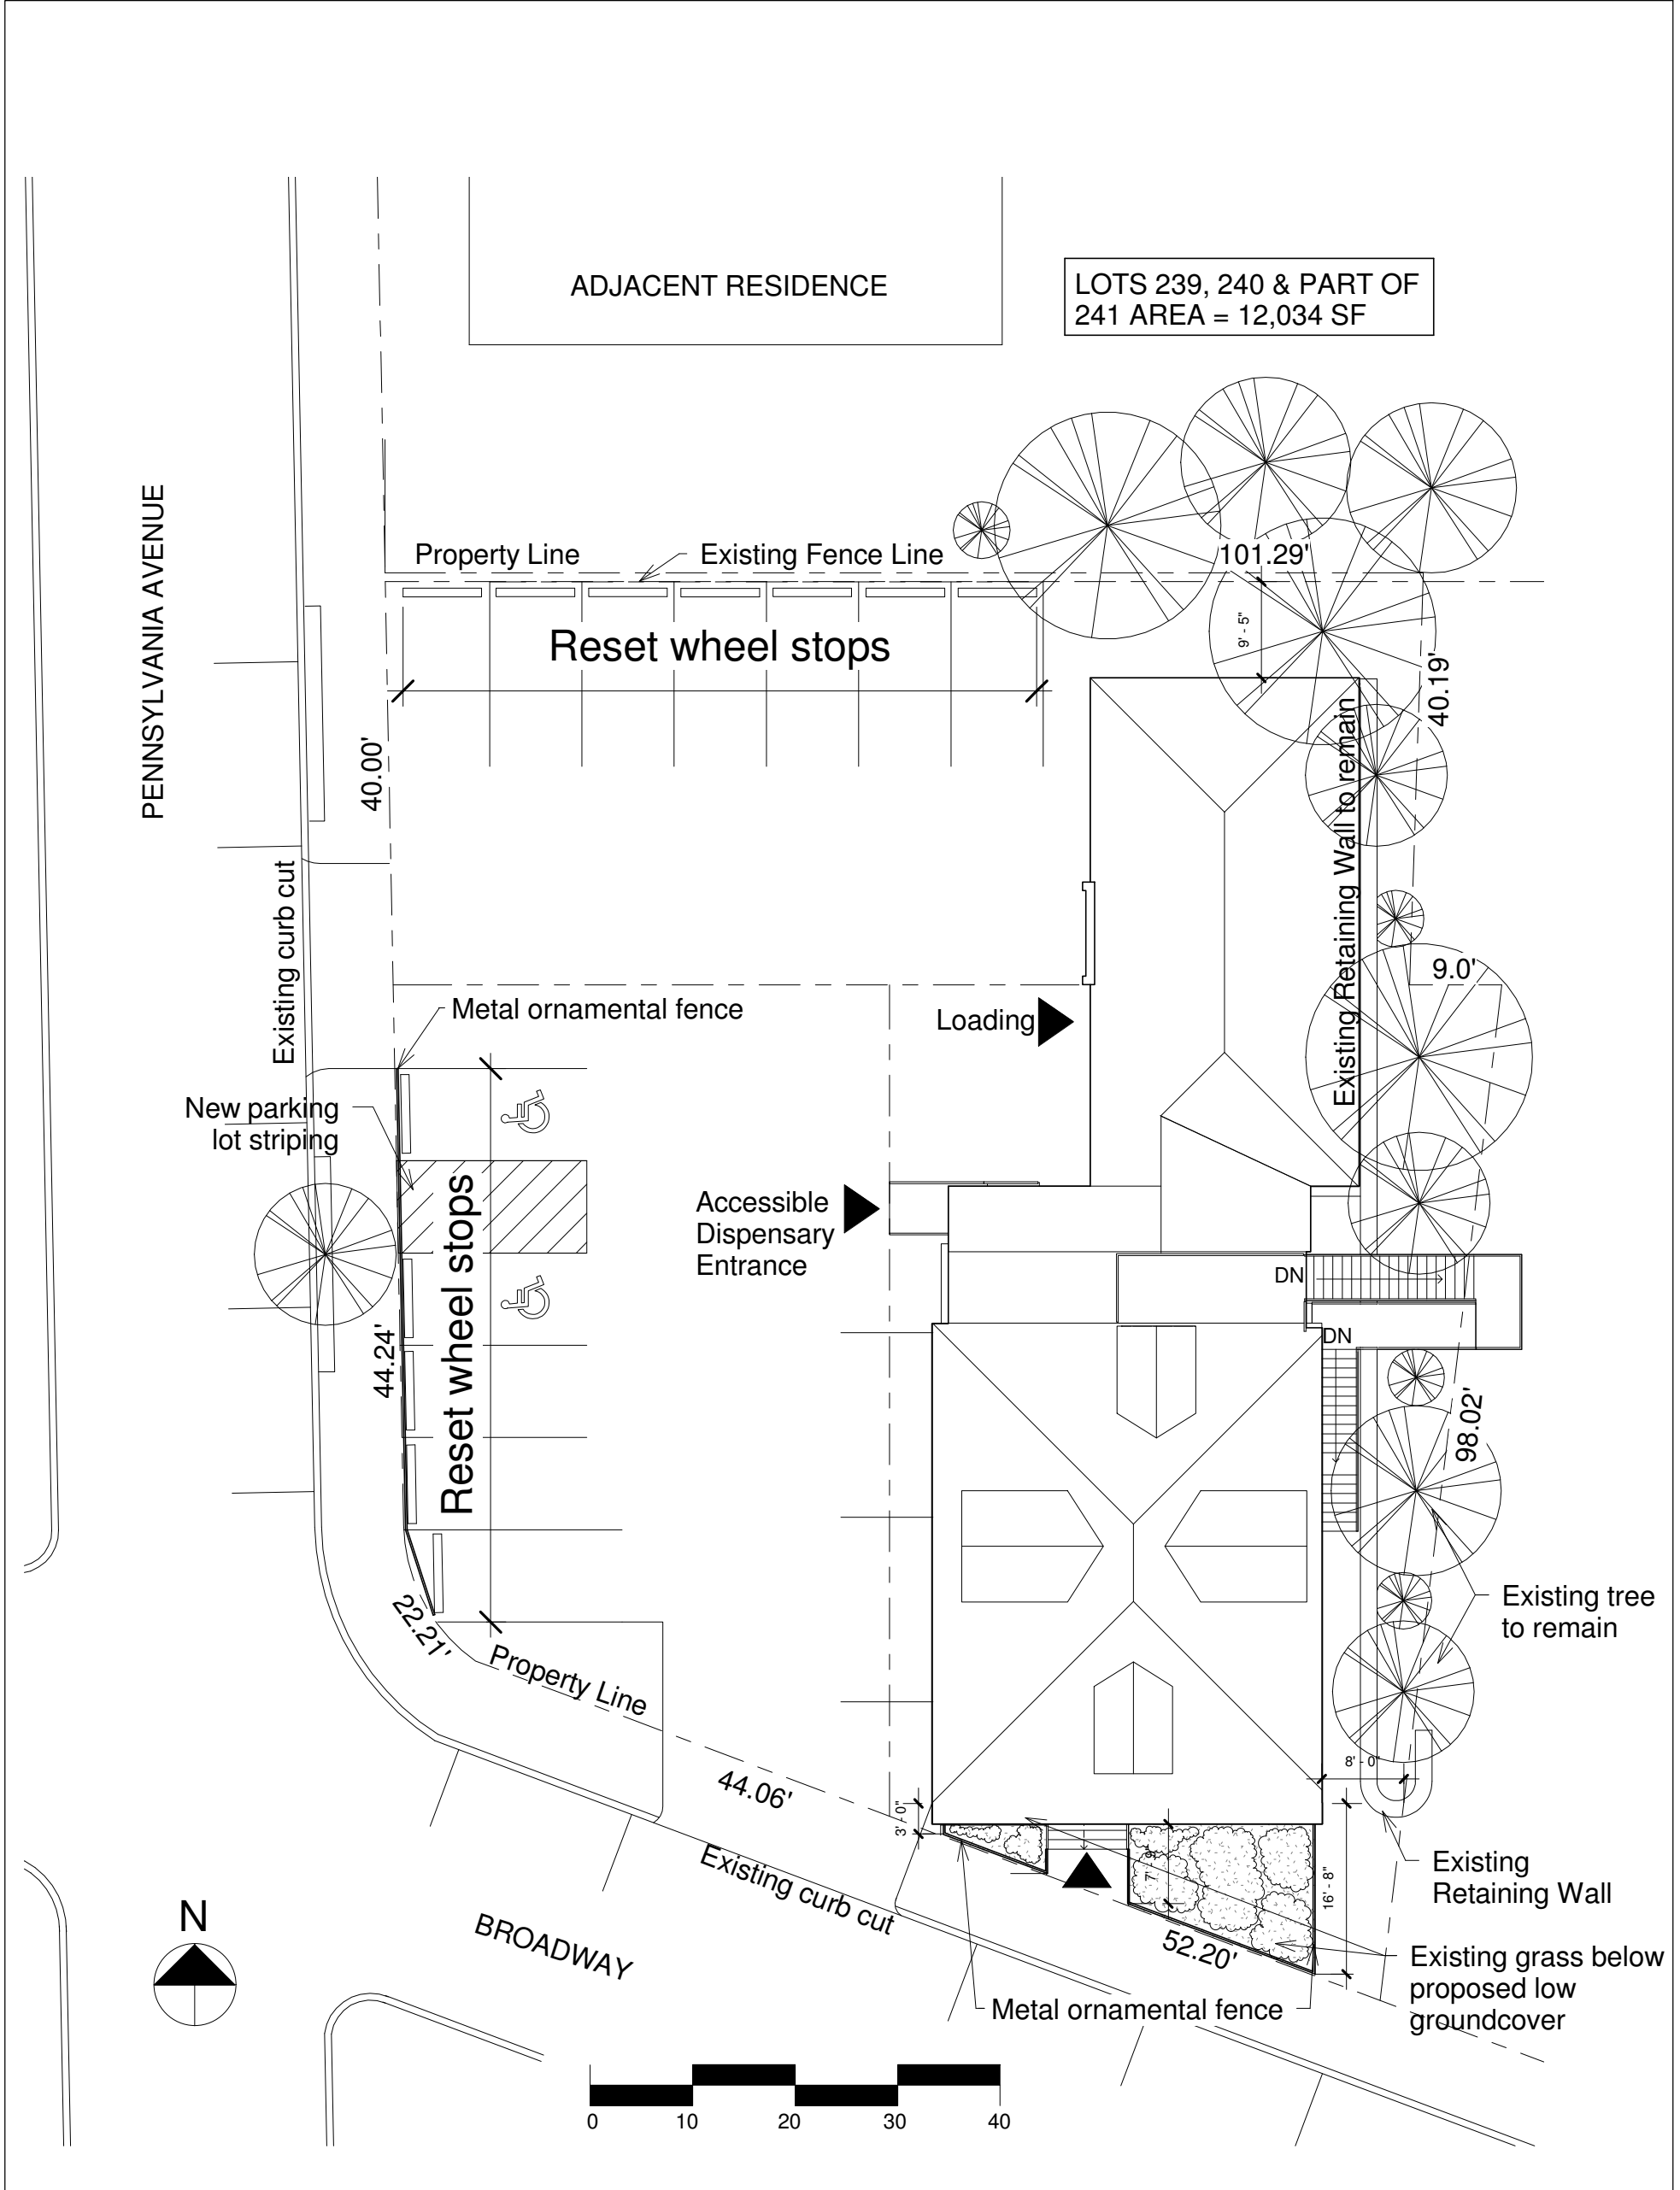 ADJACENT RESIDENCE
LOTS 239, 240 & PART OF
241 AREA = 12,034 SF
PENNSYLVANIA AVENUE
Property Line
Existing Fence Line
101.29'
9' - 5"
Reset wheel stops
40.19'
40.00'
Existing Retaining Wall to remain
Existing curb cut
9.0'
Metal ornamental fence
Loading
New parking
lot striping
Reset wheel stops
Accessible
Dispensary
Entrance
DN
DN
44.24'
98.02'
Existing tree
to remain
22.21'
Property Line
8' - 0"
44.06'
3' - 0"
Existing curb cut
16' - 8"
Existing
Retaining Wall
N
BROADWAY
52.20'
Existing grass below
proposed low
groundcover
Metal ornamental fence
0 10 20 30 40